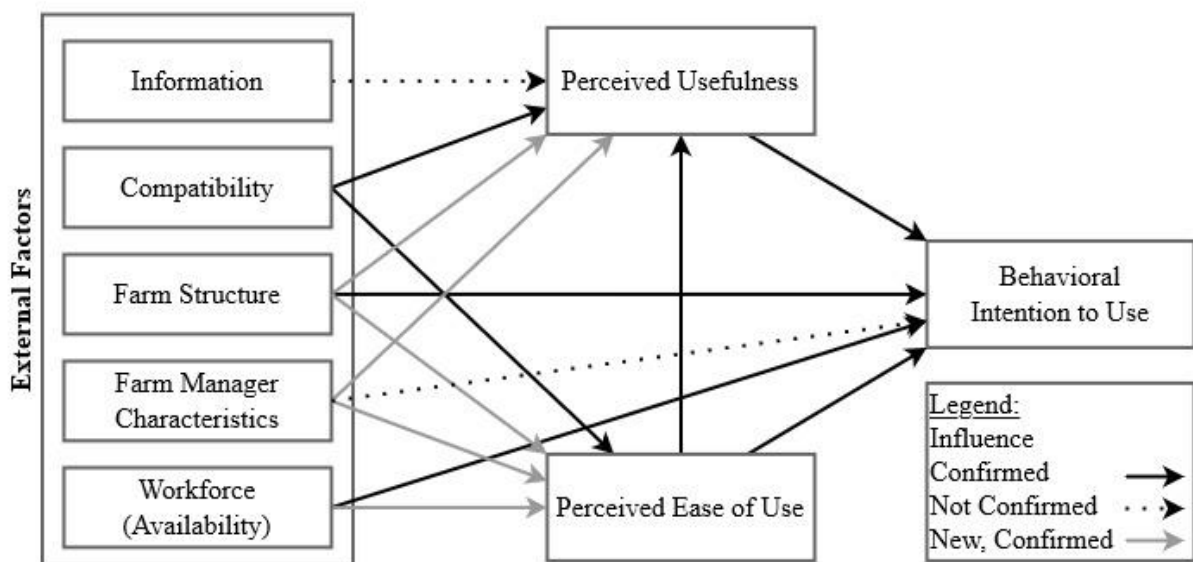 External Factors
Information
Compatibility
Farm Structure
Farm Manager
Characteristics
Workforce
(Availability)
Perceived Usefulness
Perceived Ease of Use
Behavioral
Intention to Use
Legend:
Influence
Confirmed
Not Confirmed
New, Confirmed